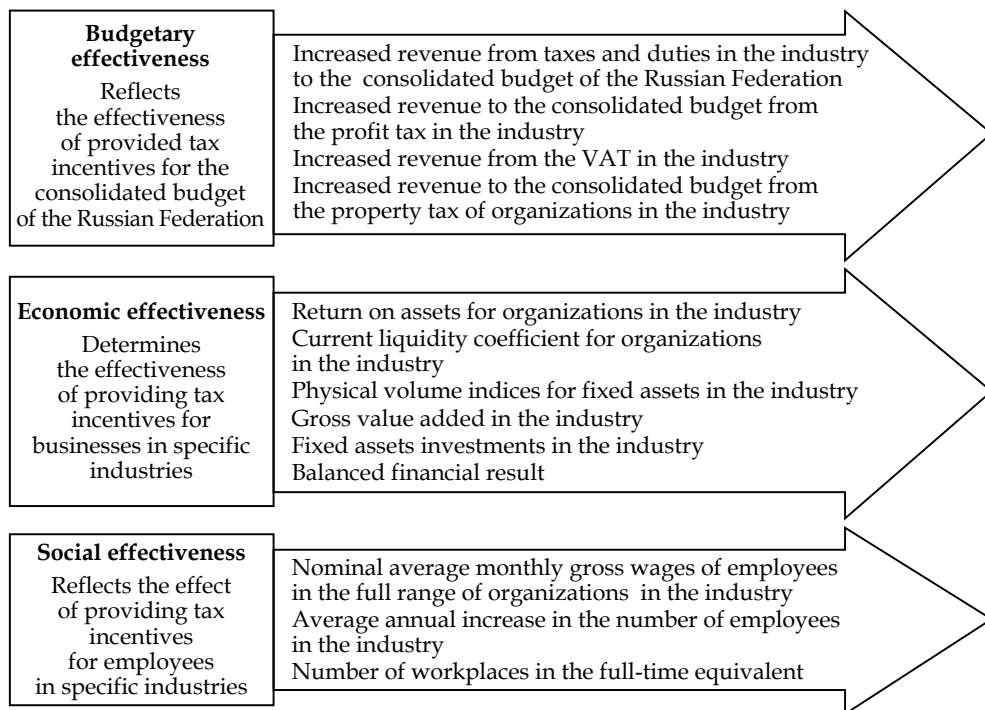 Budgetary
effectiveness
Reflects
the effectiveness
of provided tax
incentives for the
consolidated budget
of the Russian Federation
Increased revenue from taxes and duties in the industry
to the consolidated budget of the Russian Federation
Increased revenue to the consolidated budget from
the profit tax in the industry
Increased revenue from the VAT in the industry
Increased revenue to the consolidated budget from
the property tax of organizations in the industry
Economic effectiveness
Determines
the effectiveness
of providing tax
incentives for
businesses in specific
industries
Return on assets for organizations in the industry
Current liquidity coefficient for organizations
in the industry
Physical volume indices for fixed assets in the industry
Gross value added in the industry
Fixed assets investments in the industry
Balanced financial result
Social effectiveness
Reflects the effect
of providing tax
incentives
for employees
in specific industries
Nominal average monthly gross wages of employees
in the full range of organizations in the industry
Average annual increase in the number of employees
in the industry
Number of workplaces in the full-time equivalent